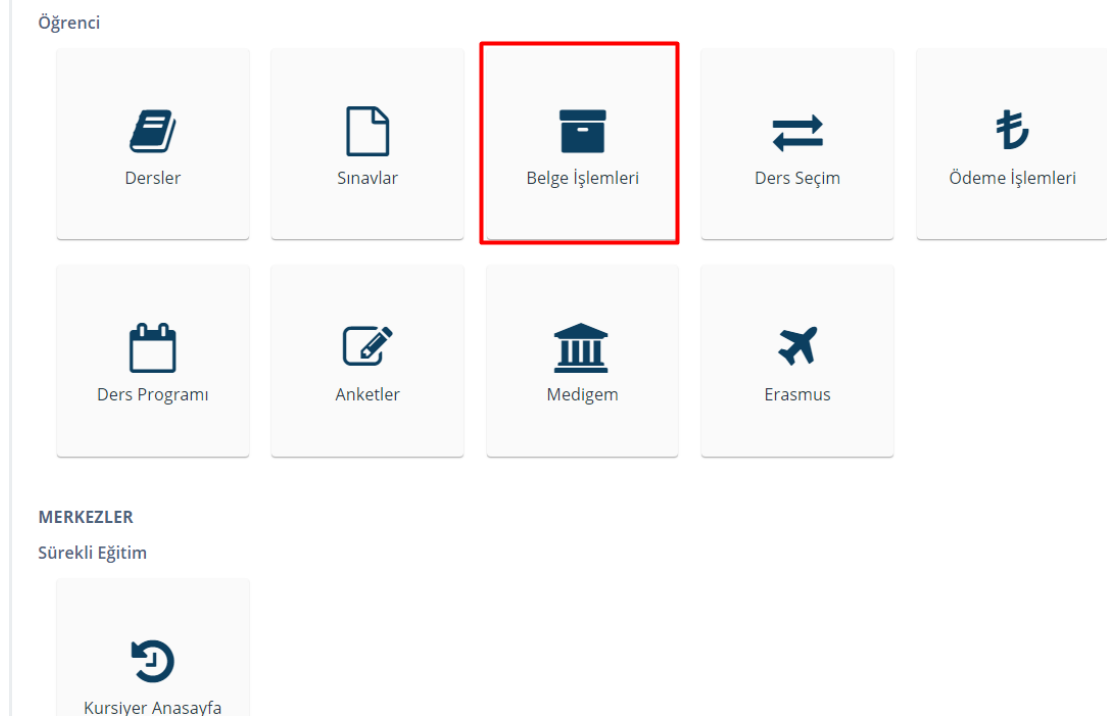 Öğrenci
Dersler
Sınavlar
Belge İşlemleri
Ders Seçim
Ödeme İşlemleri
Ders Programı
Anketler
Medigem
Erasmus
MERKEZLER
Sürekli Eğitim
Kursiyer Anasayfa